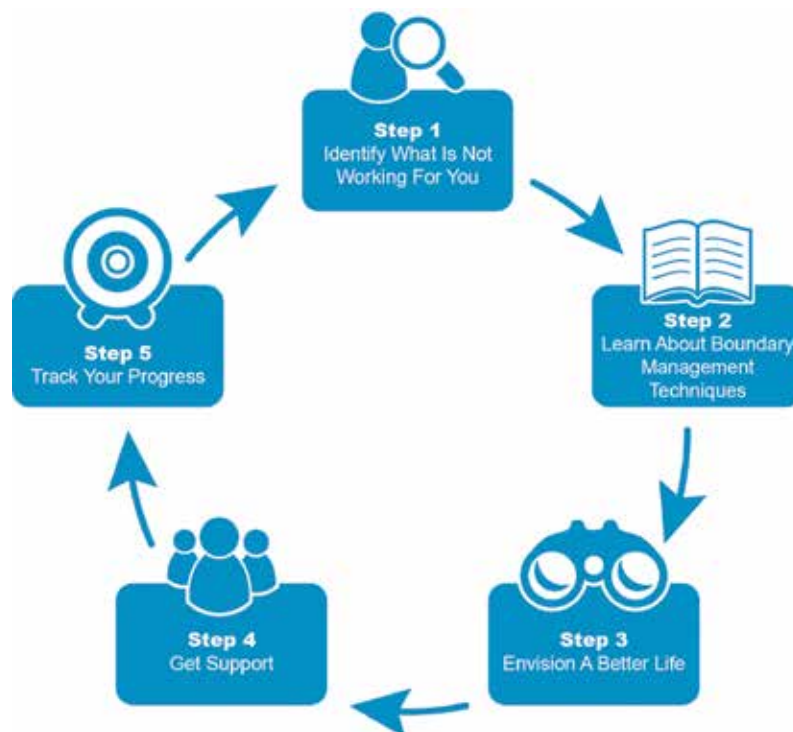 Step 1
Identify What Is Not
Working For You
Step 2
Learn About Boundary
Management
Techniques
Step 3
Envision A Better Life
Step 4
Get Support
Step 5
Track Your Progress